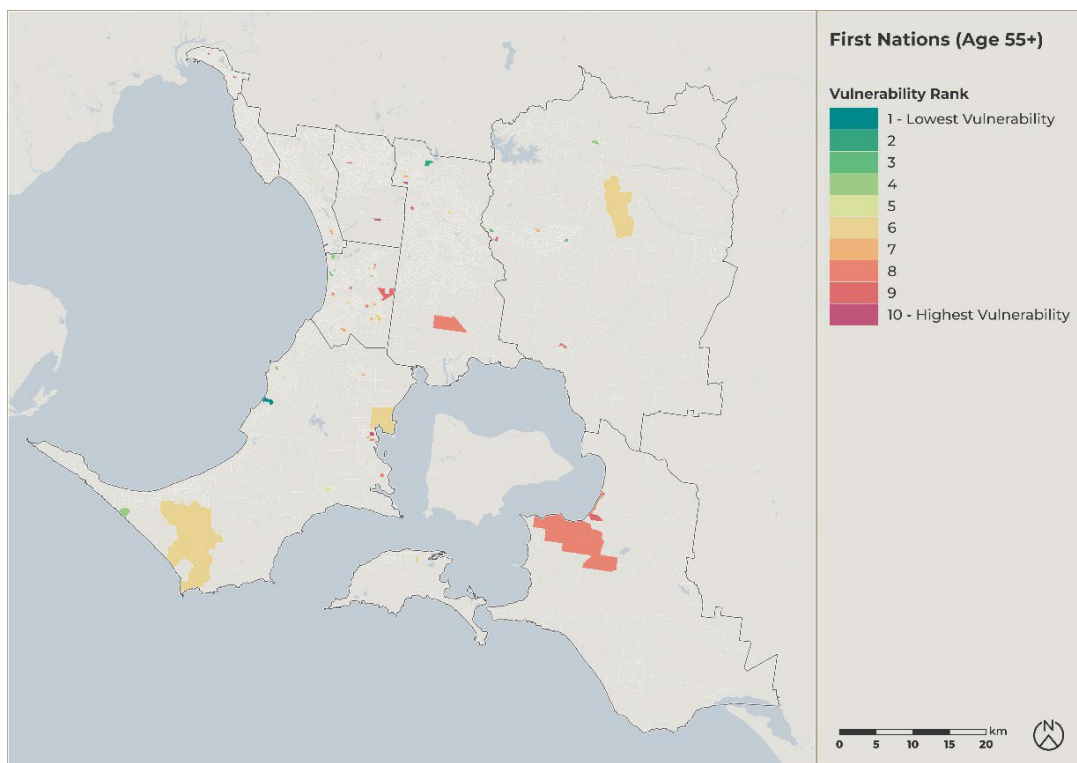 First Nations (Age 55+)
Vulnerability Rank
1 - Lowest Vulnerability
2
3
4
5
6
7
8
9
10 - Highest Vulnerability
km
N
0 5 10 15 20